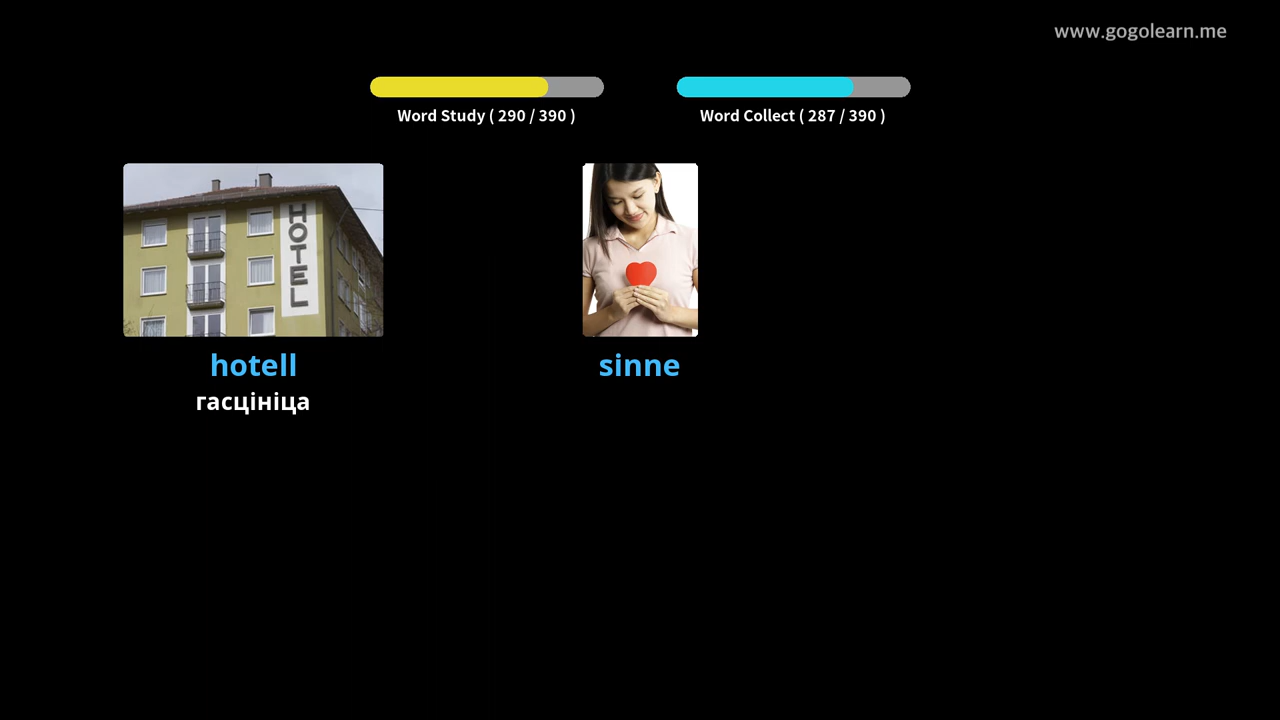 www.gogolearn.me
Word Study ( 290 / 390 )
Word Collect ( 287 / 390 )
HOTEL
hotell
sinne
гасцініца